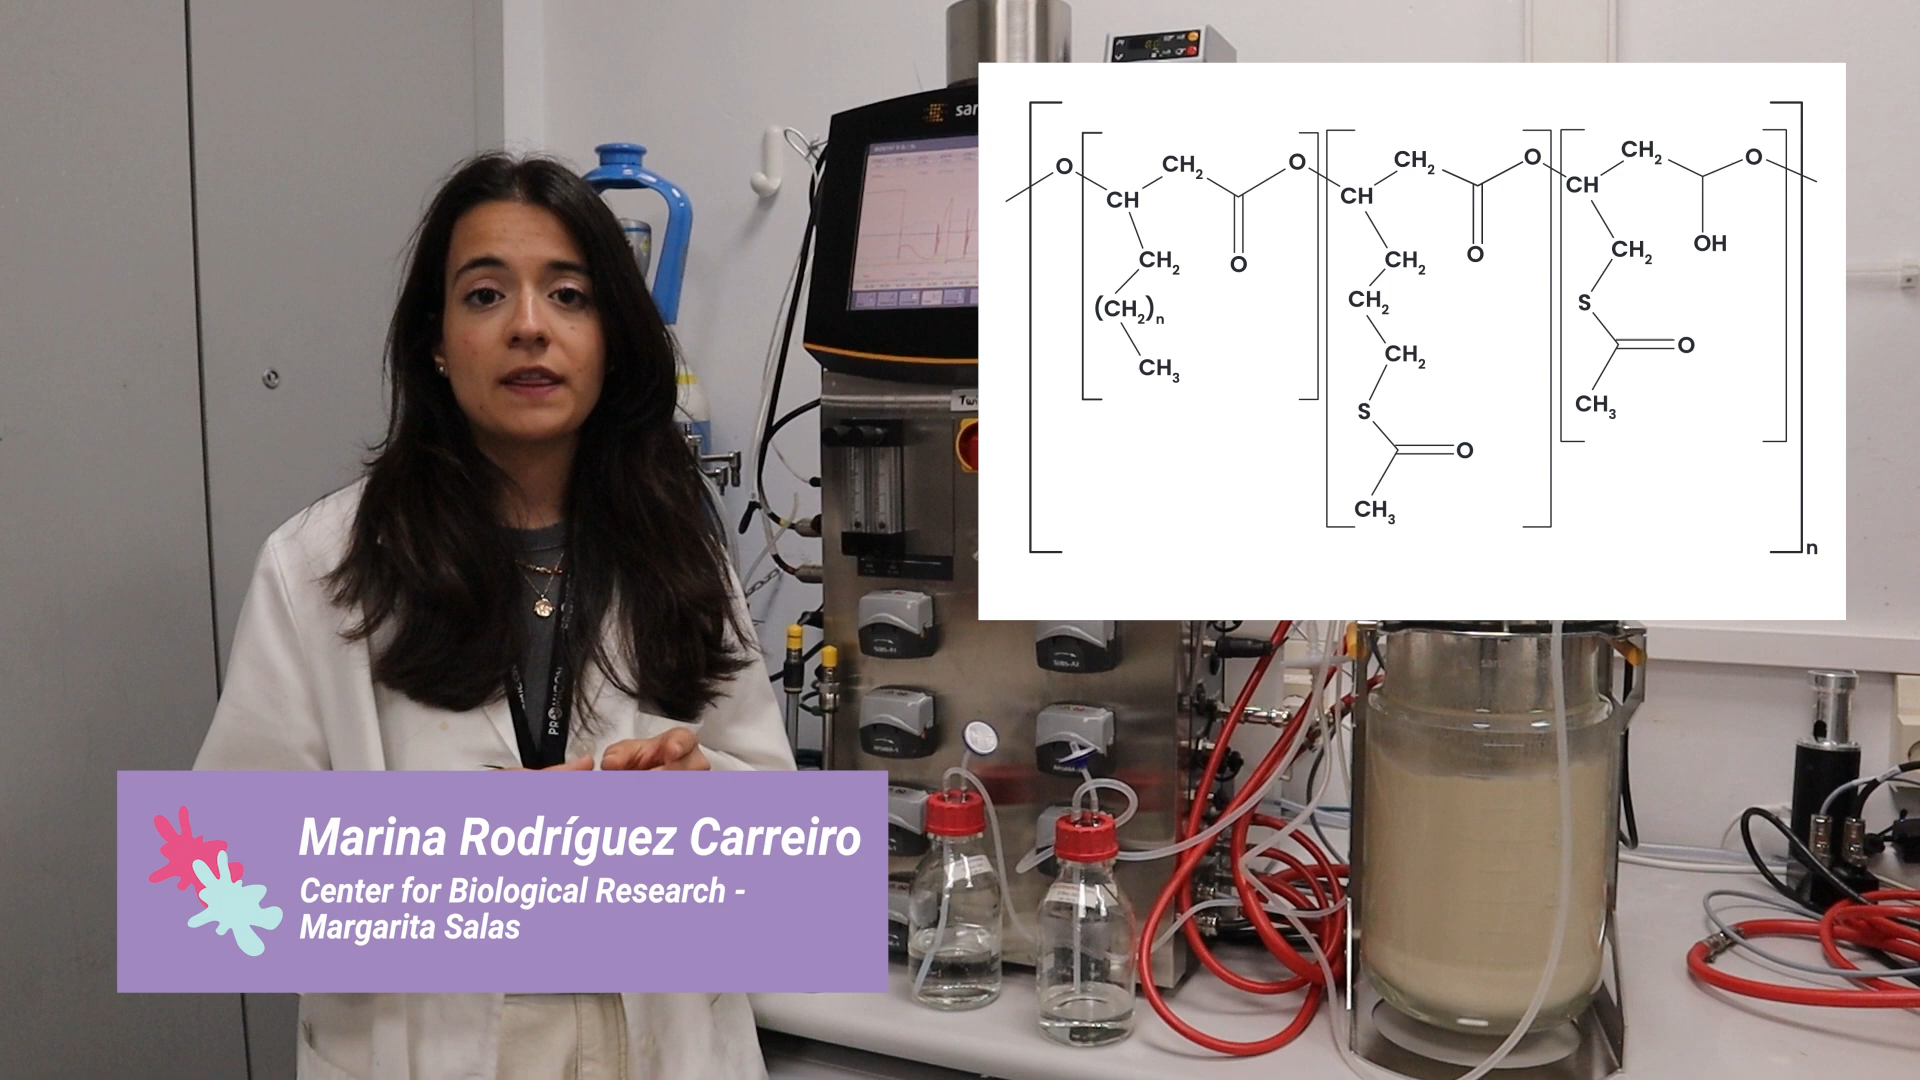 Marina Rodríguez Carreiro
Center for Biological Research -
Margarita Salas
O CH₂ O CH₂ O CH₂ O
CH CH CH
O O OH
CH₂ CH₂ CH₂
(CH₂)ₙ CH₂ S
CH₃ CH₂ O
S CH₃
O
CH₃
n